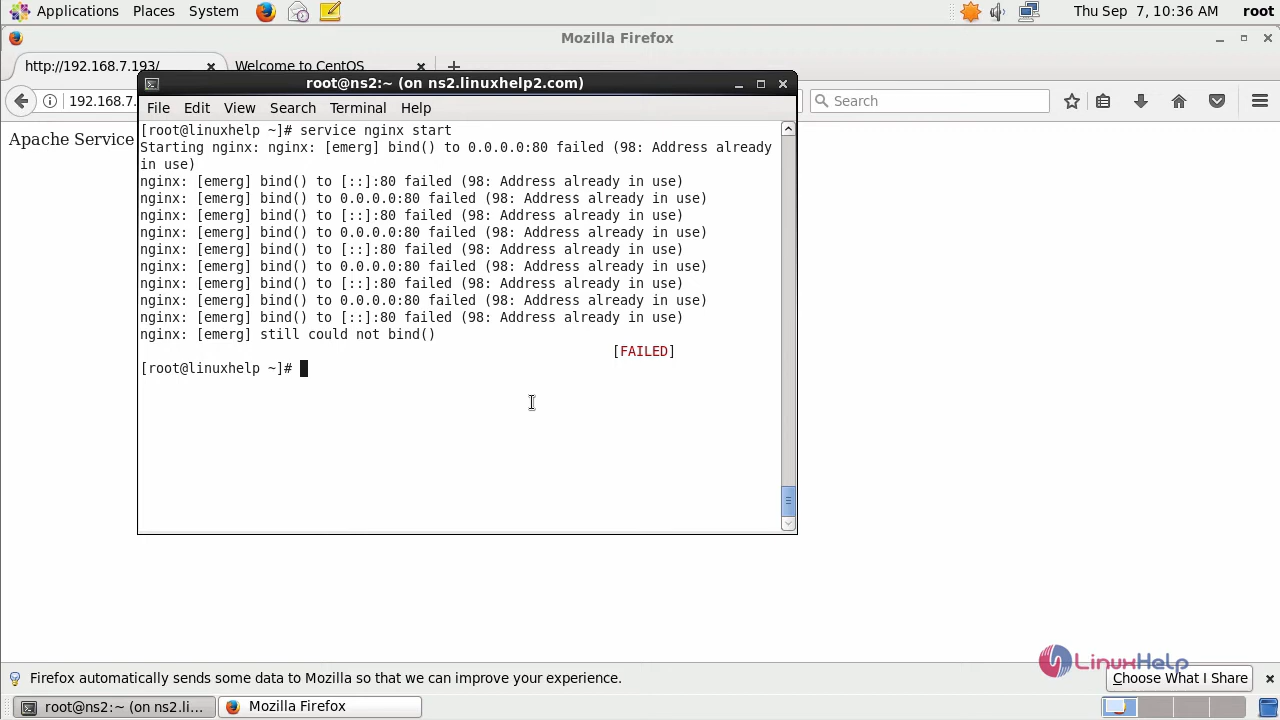 Applications Places System Thu Sep 7, 10:36 AM root
Mozilla Firefox
http://192.168.7.193/ Welcome to CentOS
root@ns2:~ (on ns2.linuxhelp2.com)
192.168.7. Search
File Edit View Search Terminal Help
Apache Service
[root@linuxhelp ~]# service nginx start
Starting nginx: nginx: [emerg] bind() to 0.0.0.0:80 failed (98: Address already
in use)
nginx: [emerg] bind() to [::]:80 failed (98: Address already in use)
nginx: [emerg] bind() to 0.0.0.0:80 failed (98: Address already in use)
nginx: [emerg] bind() to [::]:80 failed (98: Address already in use)
nginx: [emerg] bind() to 0.0.0.0:80 failed (98: Address already in use)
nginx: [emerg] bind() to [::]:80 failed (98: Address already in use)
nginx: [emerg] bind() to 0.0.0.0:80 failed (98: Address already in use)
nginx: [emerg] bind() to [::]:80 failed (98: Address already in use)
nginx: [emerg] bind() to 0.0.0.0:80 failed (98: Address already in use)
nginx: [emerg] bind() to [::]:80 failed (98: Address already in use)
nginx: [emerg] still could not bind()
[FAILED]
[root@linuxhelp ~]#
LinuxHelp
Firefox automatically sends some data to Mozilla so that we can improve your experience. Choose What I Share
root@ns2:~ (on ns2.li... Mozilla Firefox